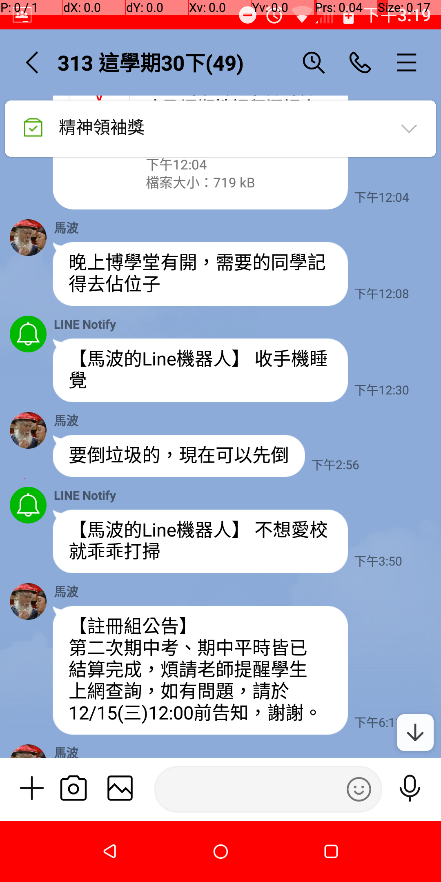 P: 0 / 1 dX: 0.0 dY: 0.0 Xv: 0.0 Yv: 0.0 Prs: 0.04 Size: 0.17
下午3:19
313 這學期30下(49)
精神領袖獎
下午12:04
檔案大小：719 kB
下午12:04
馬波
晚上博學堂有開，需要的同學記
得去佔位子
下午12:08
LINE Notify
【馬波的Line機器人】 收手機睡
覺
下午12:30
馬波
要倒垃圾的，現在可以先倒
下午2:56
LINE Notify
【馬波的Line機器人】 不想愛校
就乖乖打掃
下午3:50
馬波
【註冊組公告】
第二次期中考、期中平時皆已
結算完成，煩請老師提醒學生
上網查詢，如有問題，請於
12/15(三)12:00前告知，謝謝。
下午6:1
馬波